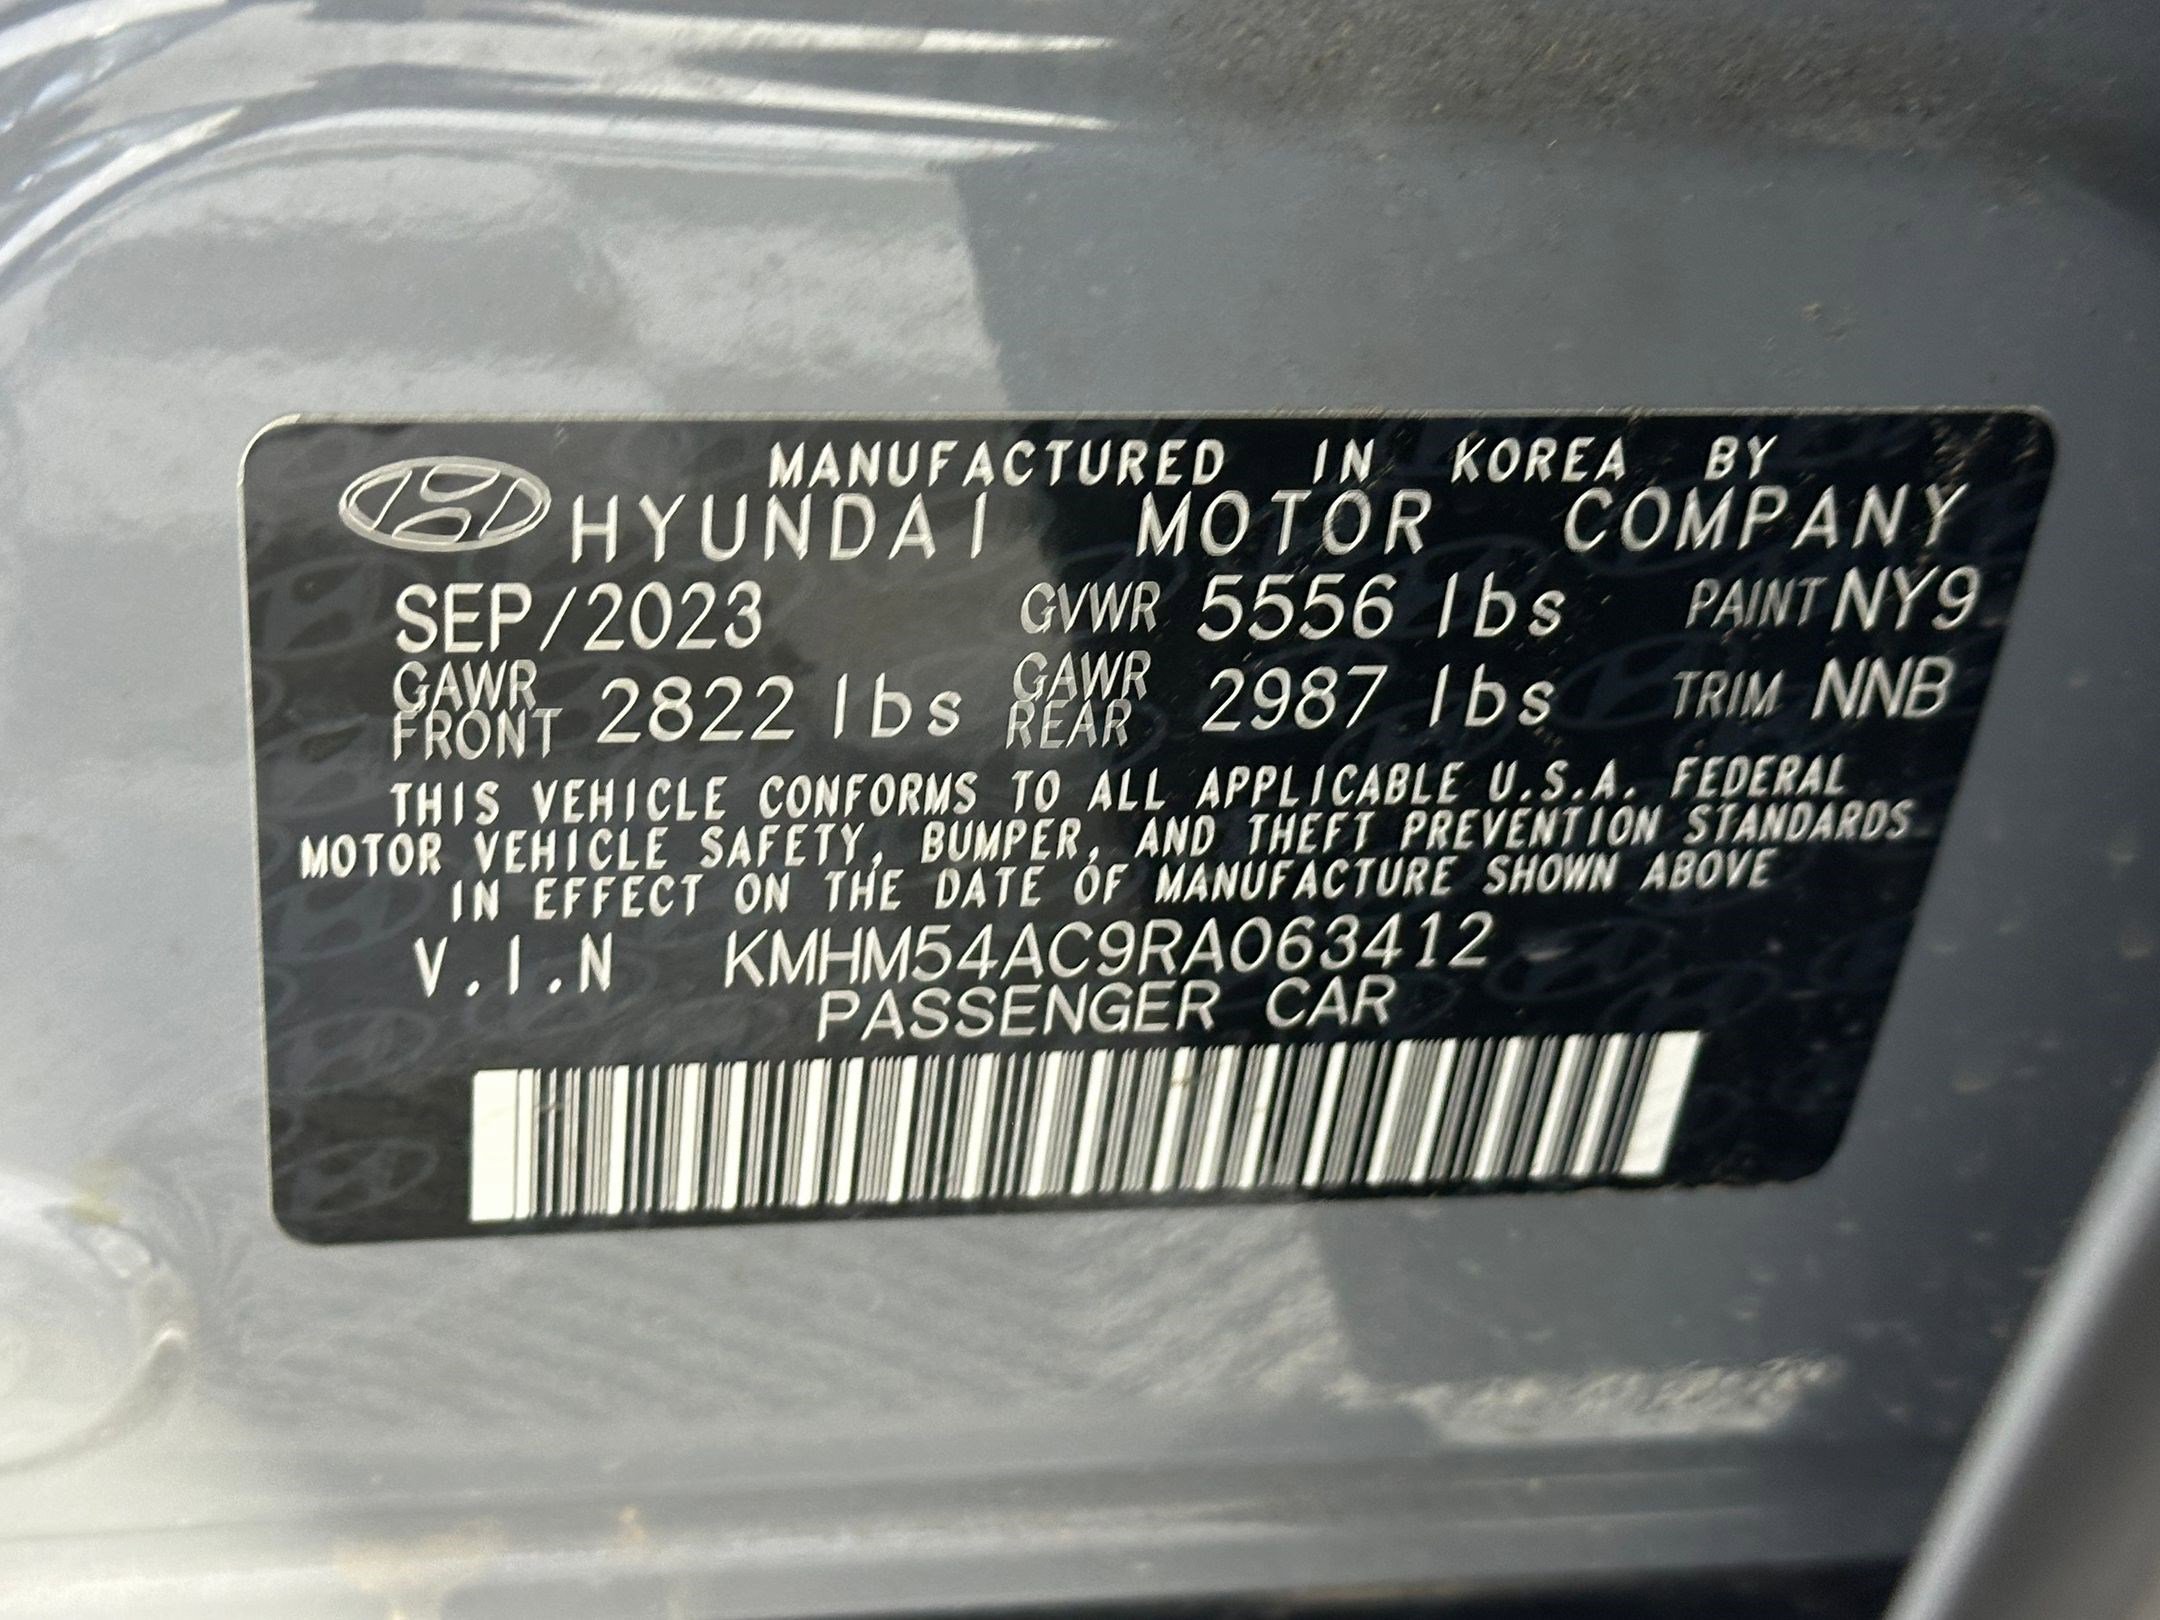 MANUFACTURED IN KOREA BY
HYUNDAI MOTOR COMPANY
SEP/2023 GVWR 5556 lbs PAINT NY9
GAWR FRONT 2822 lbs GAWR REAR 2987 lbs TRIM NNB
THIS VEHICLE CONFORMS TO ALL APPLICABLE U.S.A. FEDERAL
MOTOR VEHICLE SAFETY, BUMPER, AND THEFT PREVENTION STANDARDS
IN EFFECT ON THE DATE OF MANUFACTURE SHOWN ABOVE
V.I.N KMHM54AC9RA063412
PASSENGER CAR